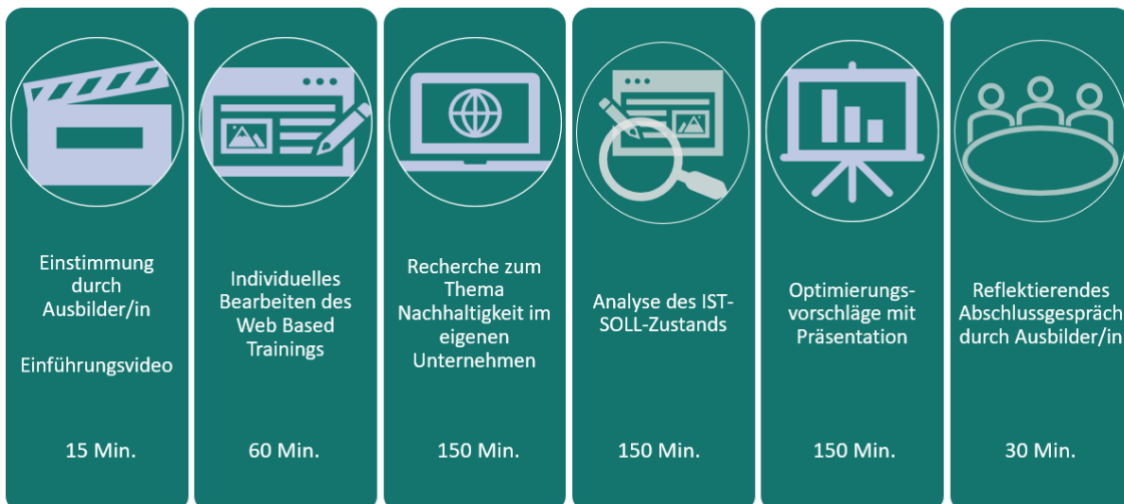 Einstimmung
durch
Ausbilder/in
Einführungsvideo
15 Min.
Individuelles
Bearbeiten des
Web Based
Trainings
60 Min.
Recherche zum
Thema
Nachhaltigkeit im
eigenen
Unternehmen
150 Min.
Analyse des IST-
SOLL-Zustands
150 Min.
Optimierungs-
vorschläge mit
Präsentation
150 Min.
Reflektierendes
Abschlussgespräch
durch Ausbilder/in
30 Min.